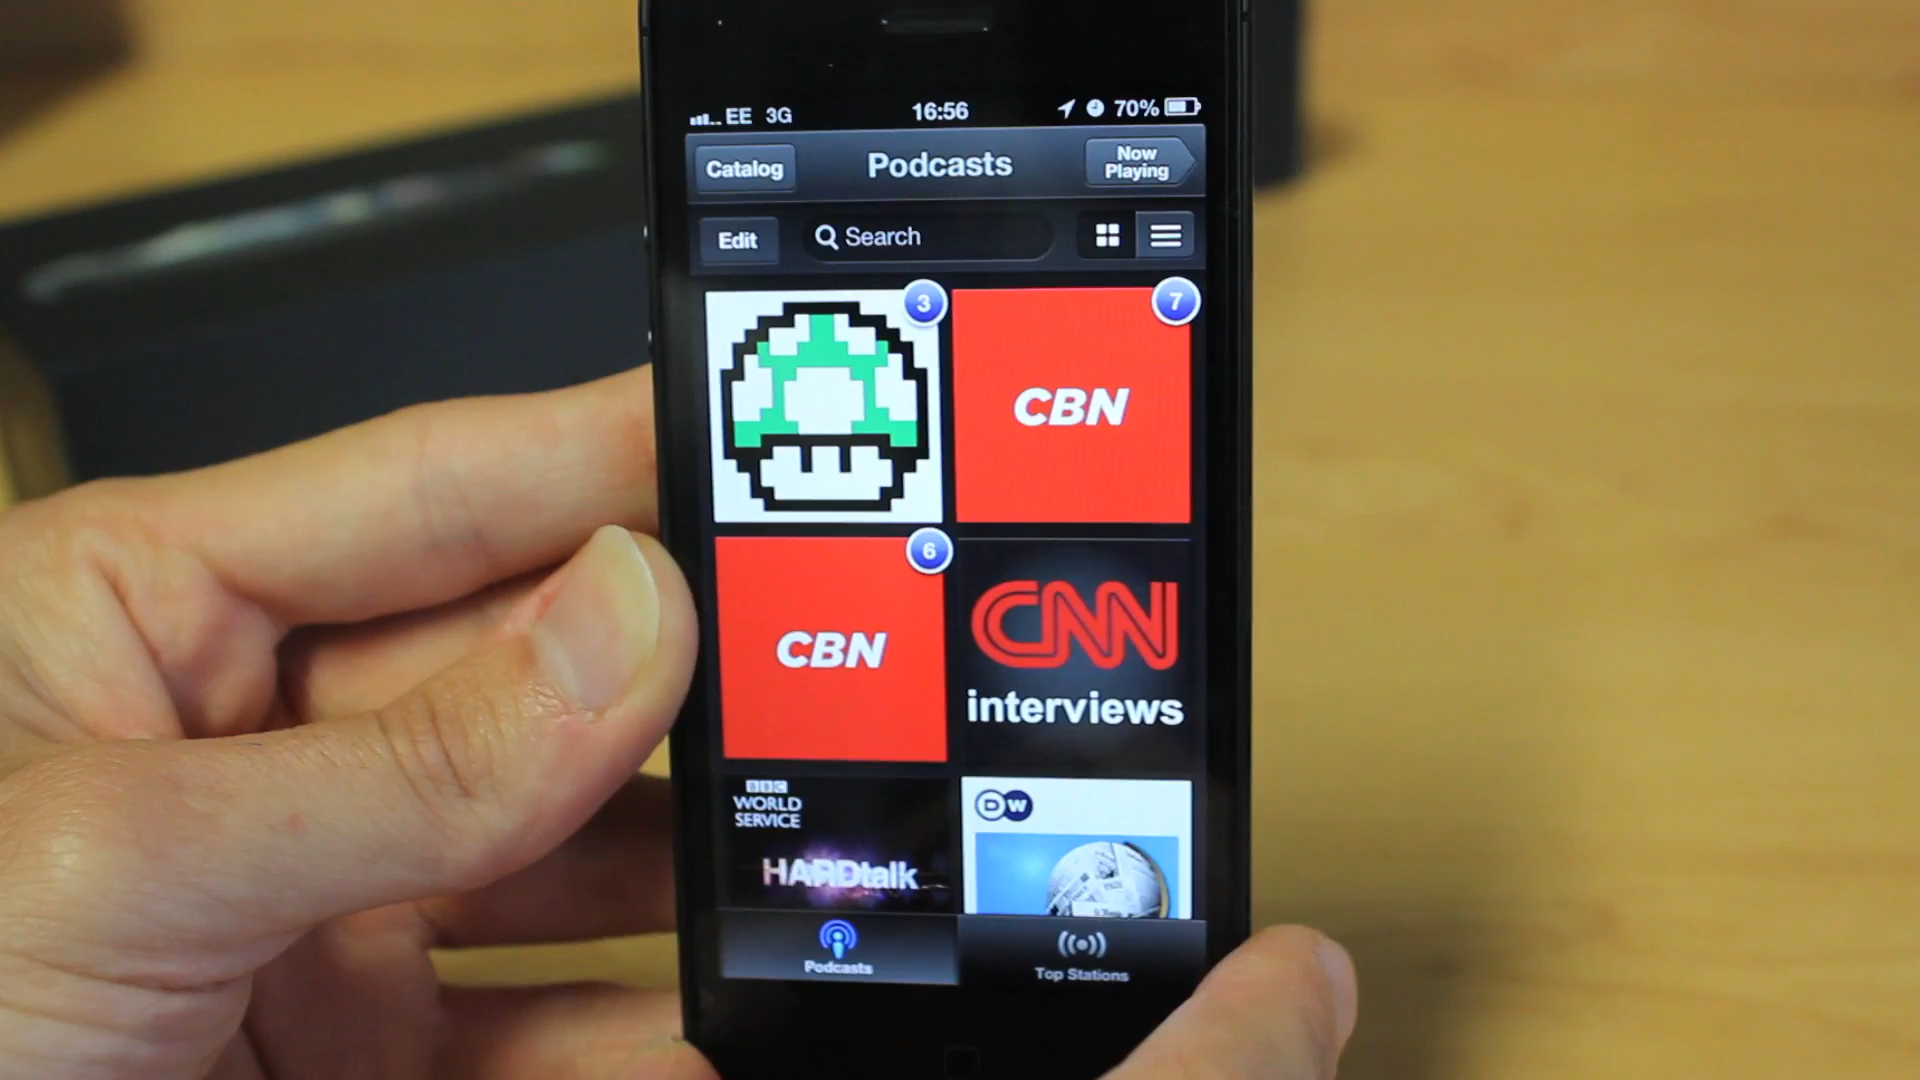 EE 3G
16:56
70%
Catalog
Podcasts
Now
Playing
Edit
Search
3
7
CBN
6
CBN
CNN
interviews
BBC
WORLD
SERVICE
HARDtalk
DW
Podcasts
Top Stations